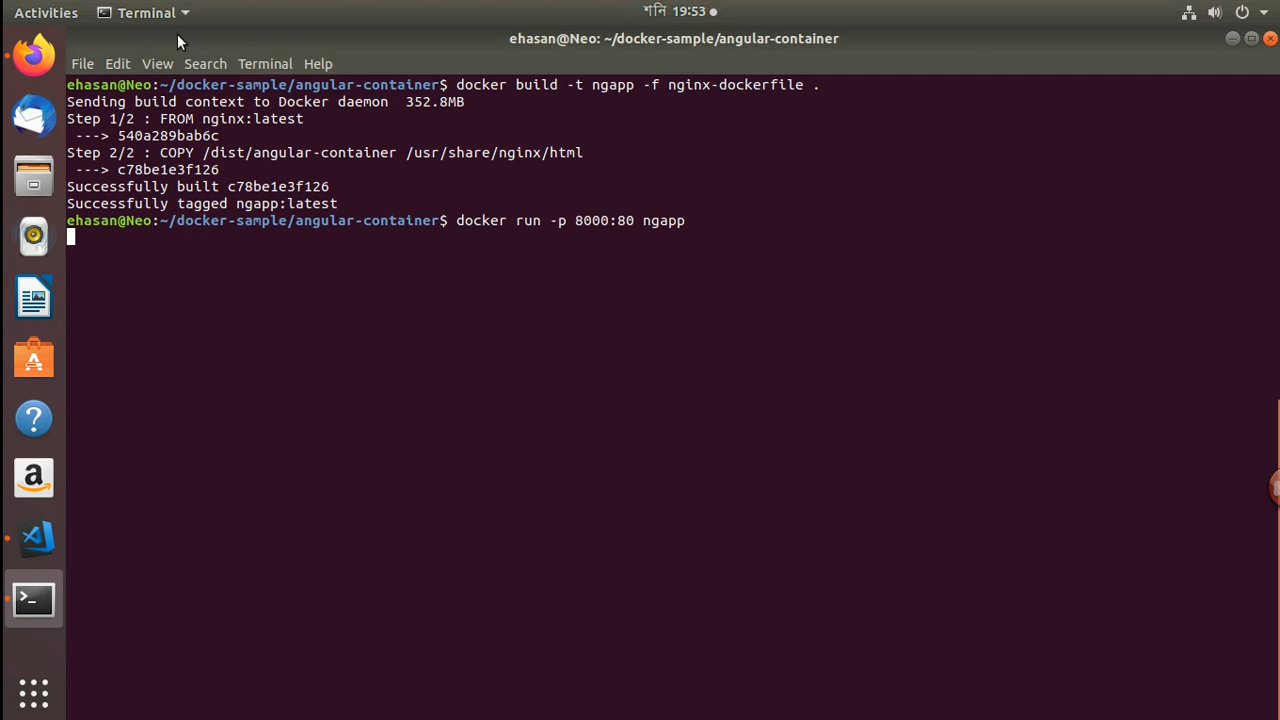 Activities Terminal শনি 19:53
ehasan@Neo: ~/docker-sample/angular-container
File Edit View Search Terminal Help
ehasan@Neo:~/docker-sample/angular-container$ docker build -t ngapp -f nginx-dockerfile .
Sending build context to Docker daemon  352.8MB
Step 1/2 : FROM nginx:latest
 ---> 540a289bab6c
Step 2/2 : COPY /dist/angular-container /usr/share/nginx/html
 ---> c78be1e3f126
Successfully built c78be1e3f126
Successfully tagged ngapp:latest
ehasan@Neo:~/docker-sample/angular-container$ docker run -p 8000:80 ngapp